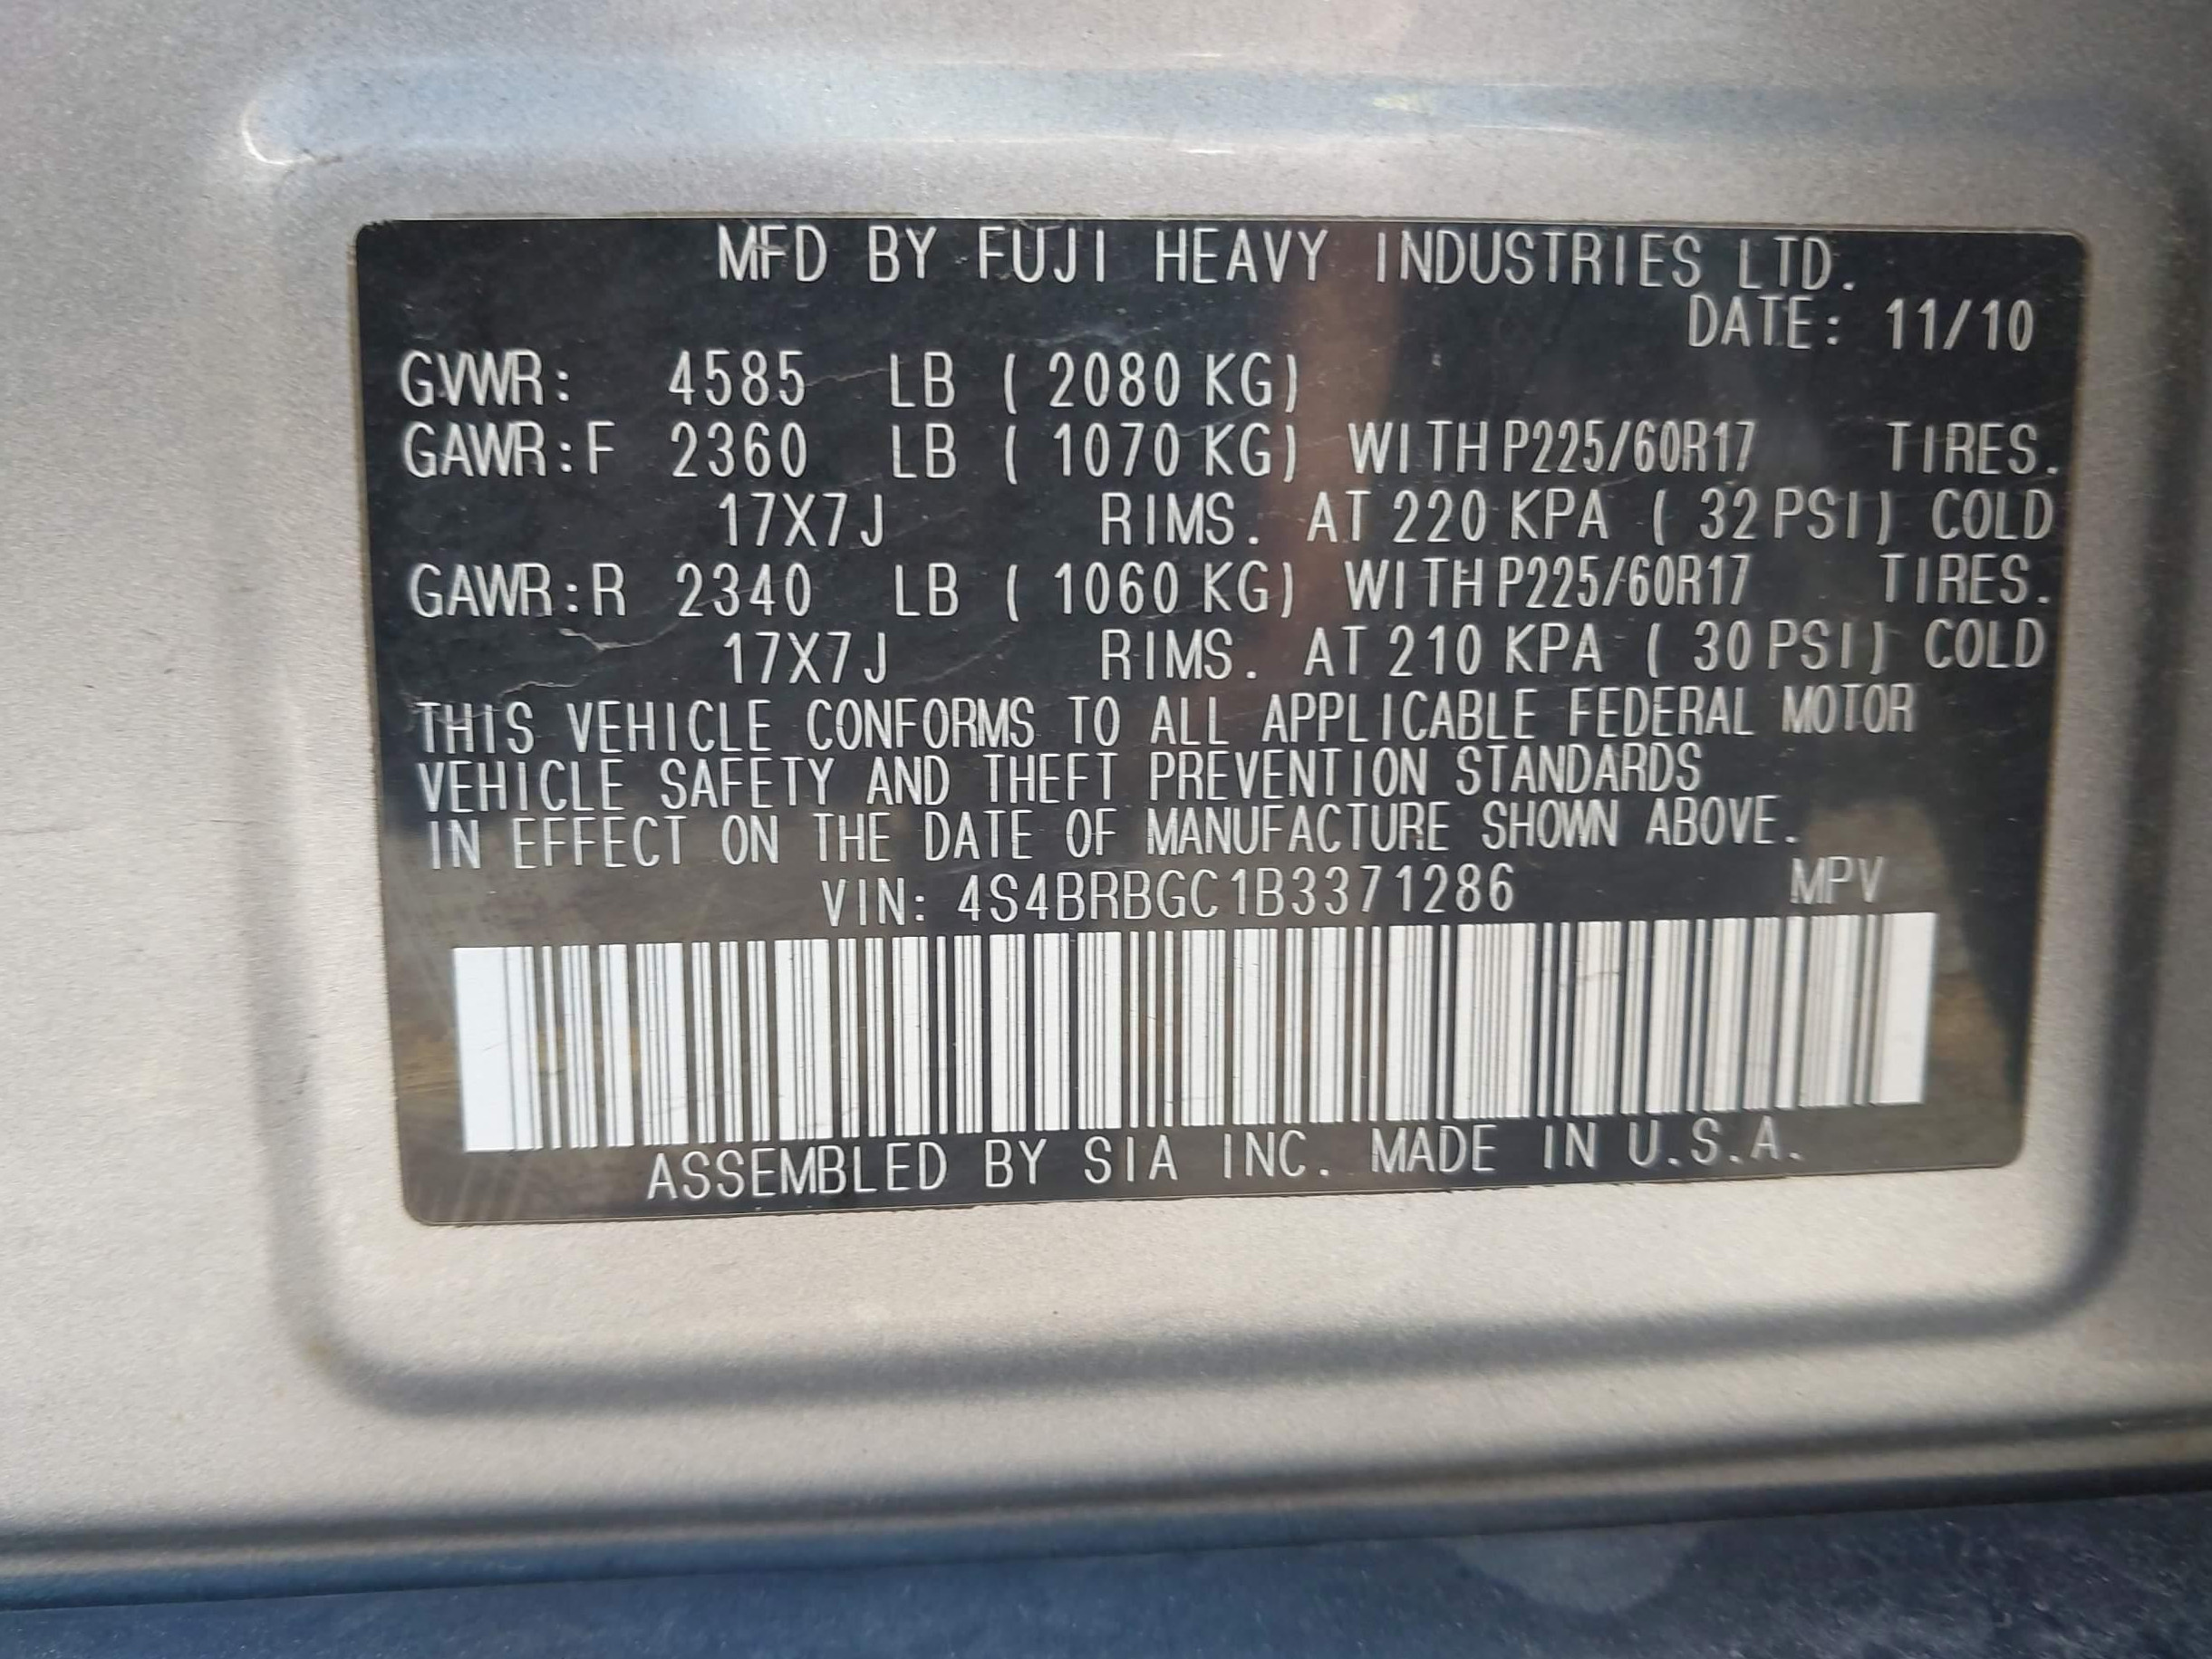 MFD BY FUJI HEAVY INDUSTRIES LTD.
DATE: 11/10
GVWR: 4585 LB ( 2080 KG)
GAWR:F 2360 LB ( 1070 KG) WITH P225/60R17 TIRES.
17X7J RIMS. AT 220 KPA ( 32 PSI) COLD
GAWR:R 2340 LB ( 1060 KG) WITH P225/60R17 TIRES.
17X7J RIMS. AT 210 KPA ( 30 PSI) COLD
THIS VEHICLE CONFORMS TO ALL APPLICABLE FEDERAL MOTOR
VEHICLE SAFETY AND THEFT PREVENTION STANDARDS
IN EFFECT ON THE DATE OF MANUFACTURE SHOWN ABOVE.
VIN: 4S4BRBGC1B3371286 MPV
ASSEMBLED BY SIA INC. MADE IN U.S.A.